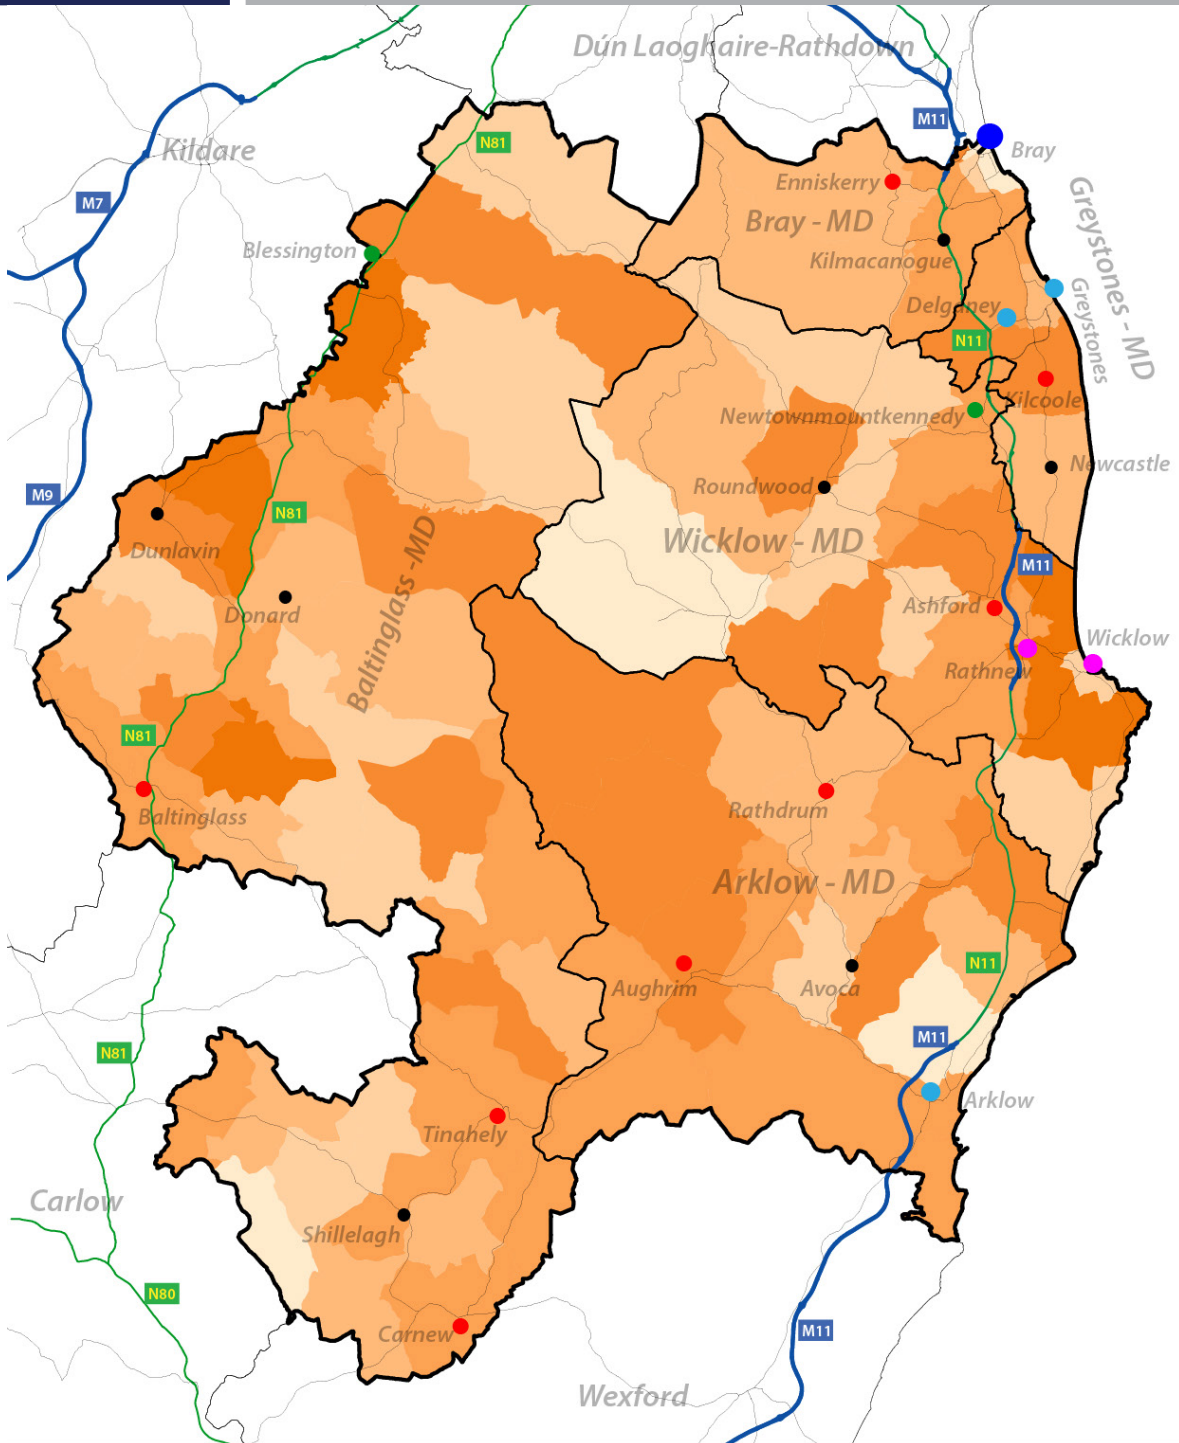 Dún Laoghaire-Rathdown
M11
N81
Kildare
Bray
Enniskerry
M7
Bray - MD
Greystones - MD
Blessington
Kilmacanogue
Delganey
Greystones
N11
Kilcoole
Newtownmountkennedy
Newcastle
Roundwood
M9
N81
Wicklow - MD
Dunlavin
Baltinglass -MD
M11
Donard
Ashford
Wicklow
Rathnew
N81
Baltinglass
Rathdrum
Arklow - MD
N11
Aughrim
Avoca
M11
N81
Arklow
Tinahely
Carlow
Shillelagh
N80
M11
Carnew
Wexford